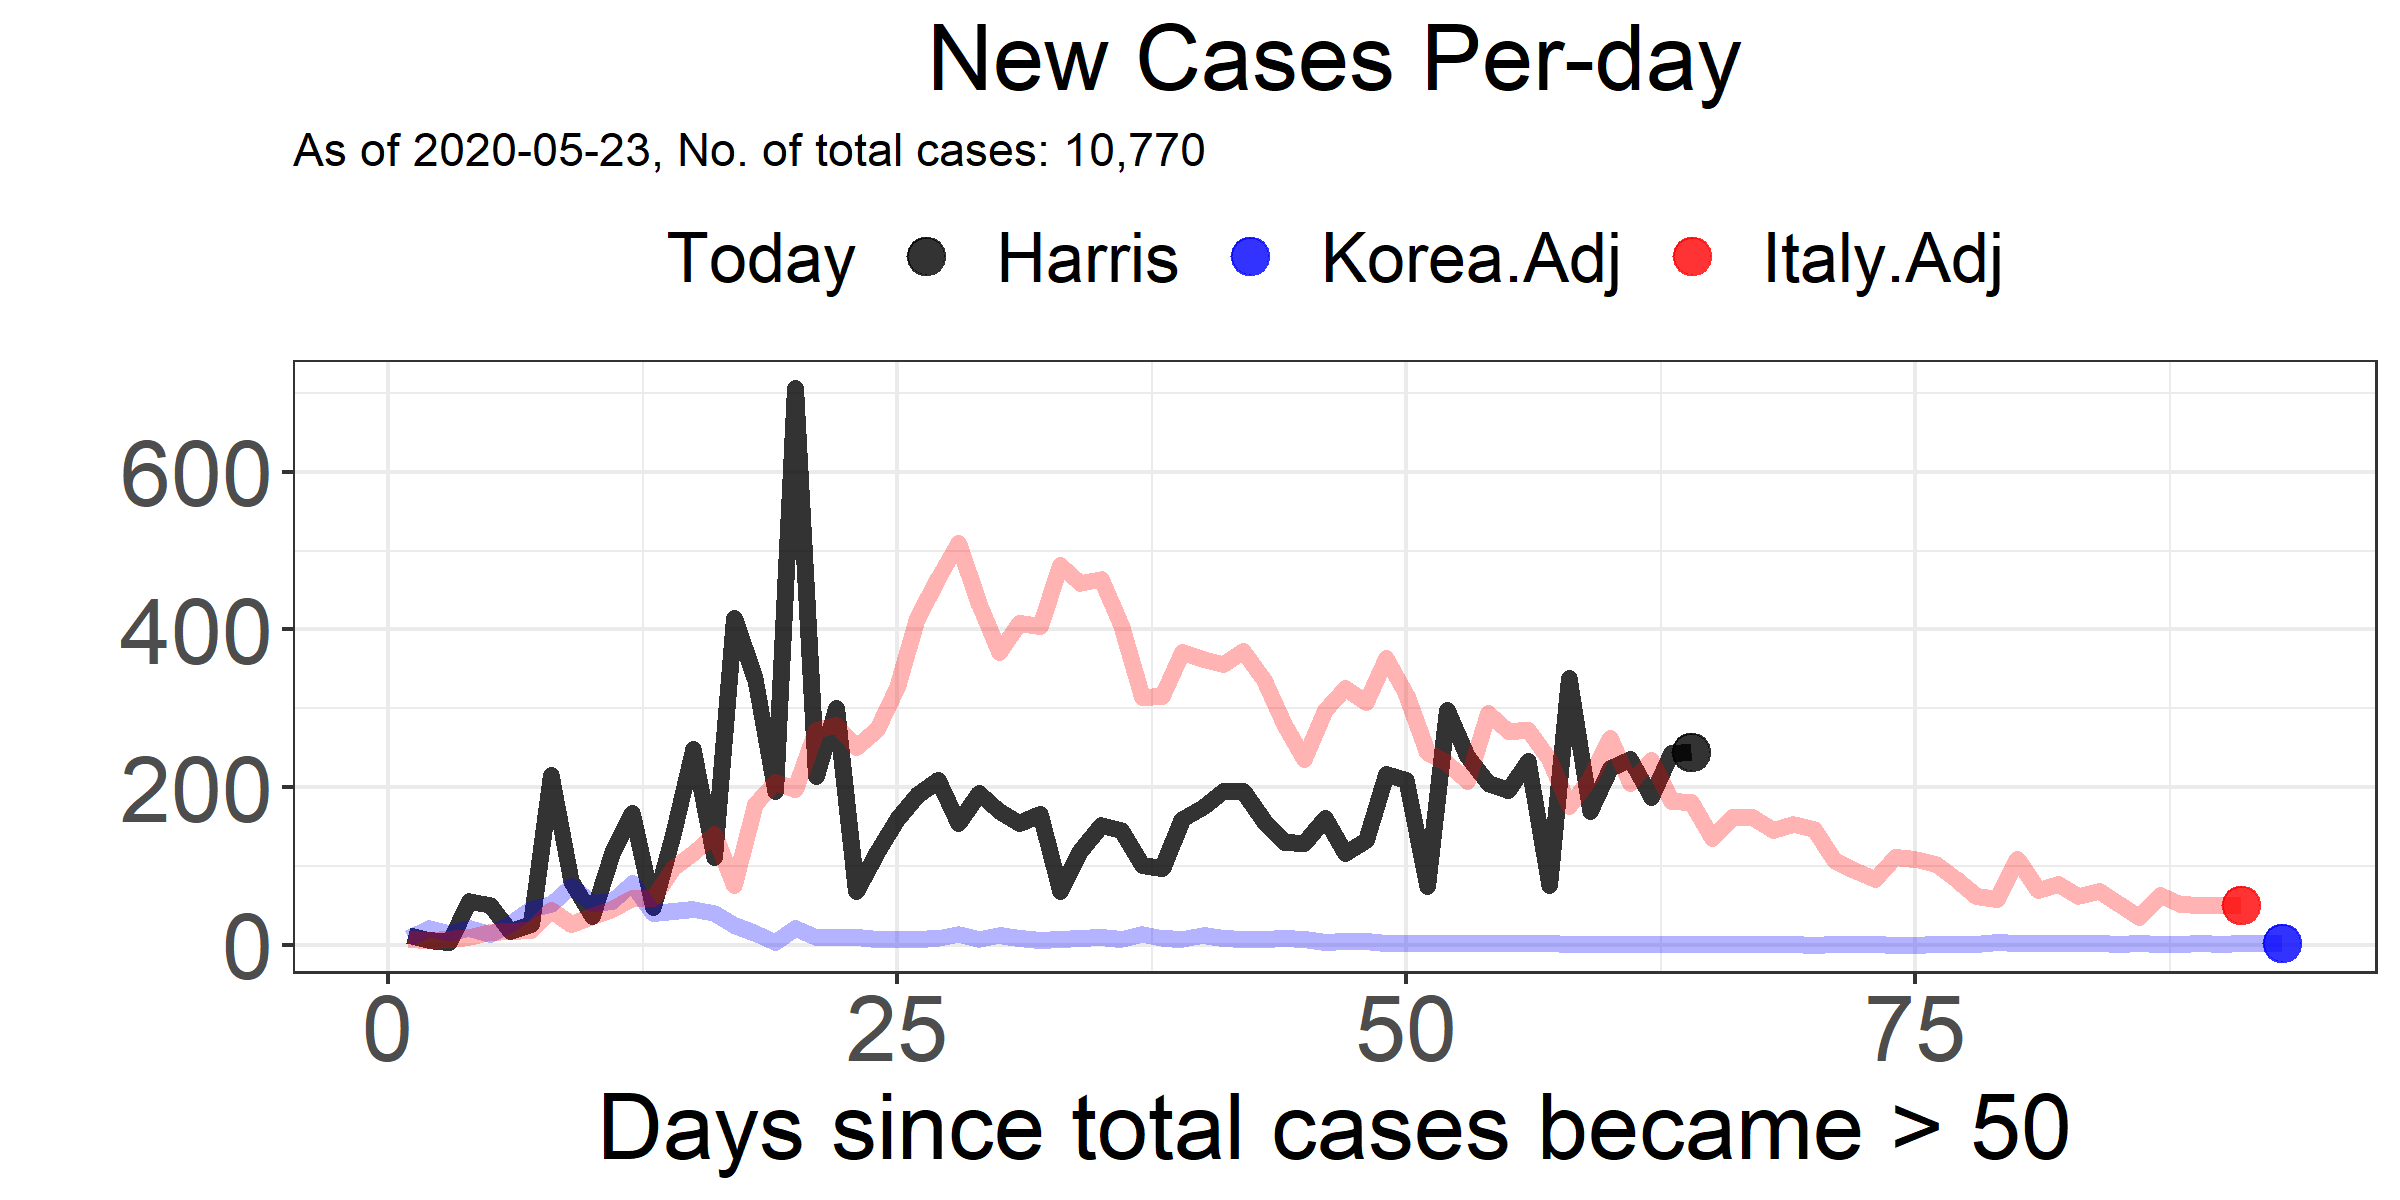 New Cases Per-day
As of 2020-05-23, No. of total cases: 10,770
Today Harris Korea.Adj Italy.Adj
600
400
200
0
0 25 50 75
Days since total cases became > 50